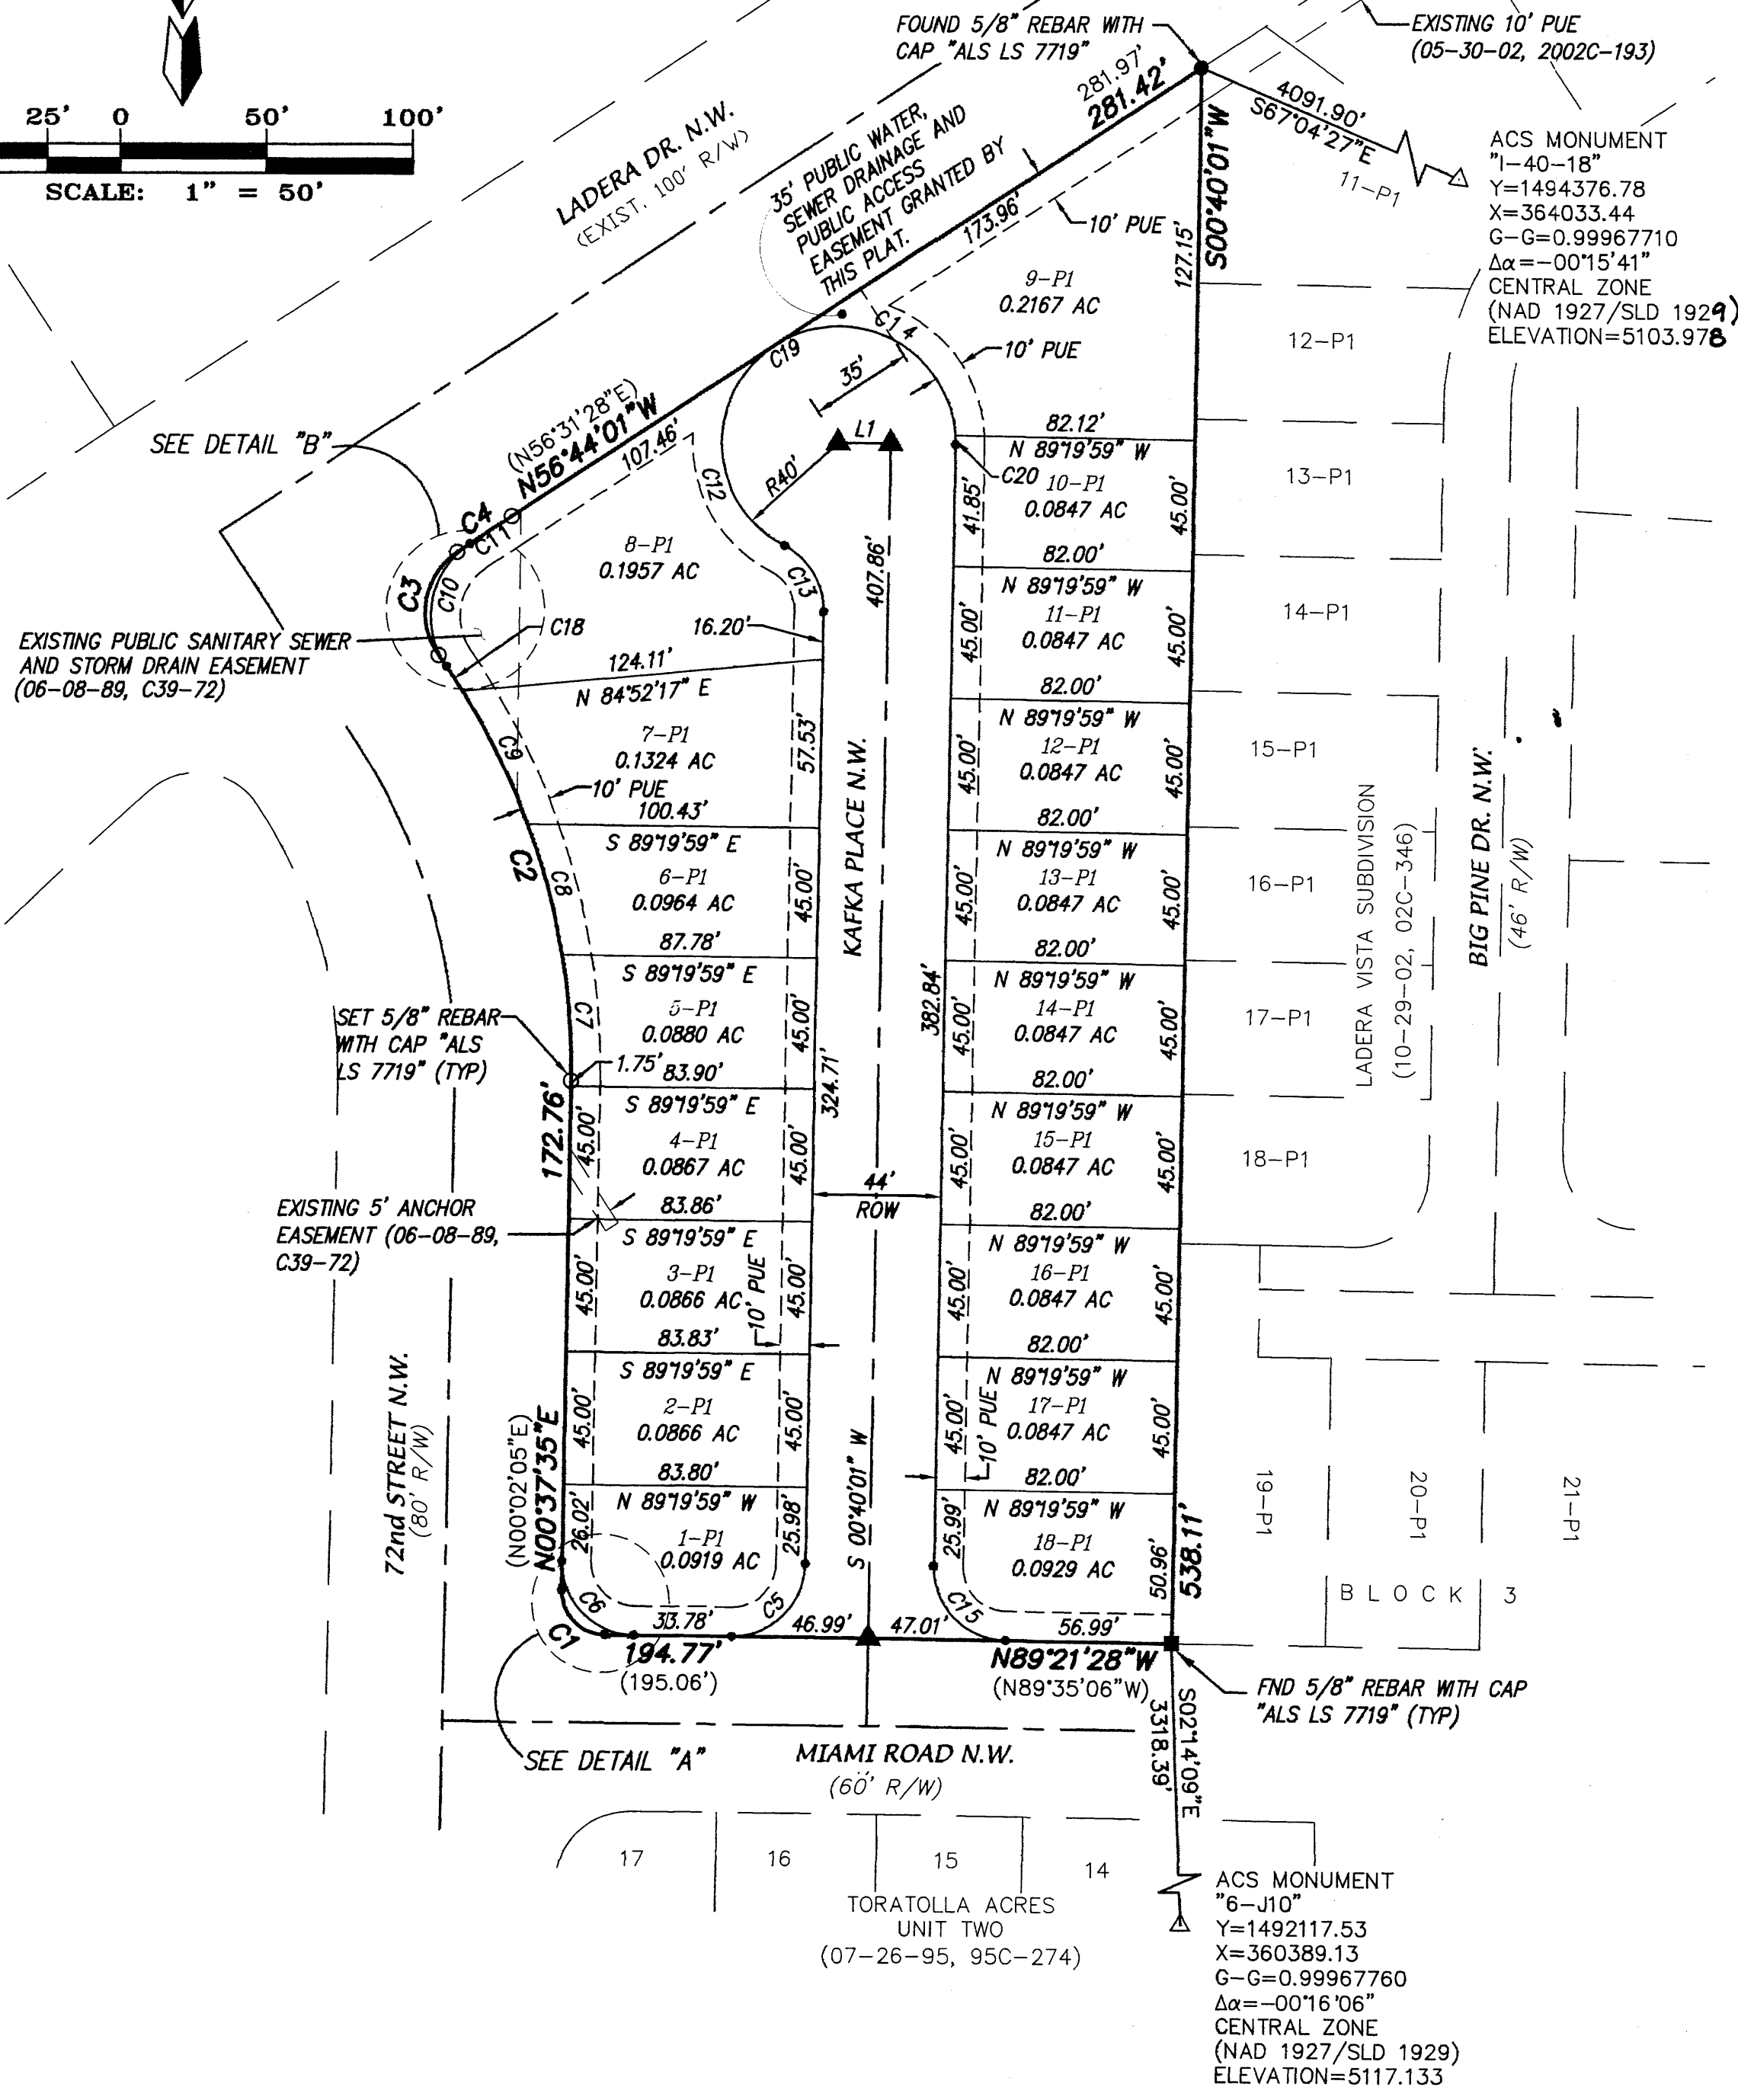 25' 0 50' 100'
SCALE: 1" = 50'
FOUND 5/8" REBAR WITH
CAP "ALS LS 7719"
EXISTING 10' PUE
(05-30-02, 2002C-193)
LADERA DR. N.W.
(EXIST. 100' R/W)
281.97'
281.42'
35' PUBLIC WATER,
SEWER DRAINAGE AND
PUBLIC ACCESS
EASEMENT GRANTED BY
THIS PLAT.
173.96'
10' PUE
4091.90'
S67°04'27"E
11-P1
ACS MONUMENT
"I-40-18"
Y=1494376.78
X=364033.44
G-G=0.99967710
Δα=-00°15'41"
CENTRAL ZONE
(NAD 1927/SLD 1929)
ELEVATION=5103.978
S00°40'01"W
127.15'
9-P1
0.2167 AC
C14
10' PUE
C19
35'
12-P1
SEE DETAIL "B"
(N56°31'28"E)
N56°44'01"W
107.46'
C4
C11
C12
R40'
L1
82.12'
N 89°19'59" W
C20
10-P1
0.0847 AC
41.85'
45.00'
82.00'
13-P1
C3
C10
8-P1
0.1957 AC
C13
407.86'
N 89°19'59" W
11-P1
0.0847 AC
45.00'
45.00'
82.00'
14-P1
EXISTING PUBLIC SANITARY SEWER
AND STORM DRAIN EASEMENT
(06-08-89, C39-72)
C18
16.20'
124.11'
N 84°52'17" E
7-P1
0.1324 AC
57.53'
C9
10' PUE
100.43'
KAFKA PLACE N.W.
N 89°19'59" W
12-P1
0.0847 AC
45.00'
45.00'
82.00'
15-P1
C2
C8
S 89°19'59" E
6-P1
0.0964 AC
45.00'
87.78'
N 89°19'59" W
13-P1
0.0847 AC
45.00'
45.00'
82.00'
16-P1
LADERA VISTA SUBDIVISION
(10-29-02, 02C-346)
BIG PINE DR. N.W.
(46' R/W)
SET 5/8" REBAR
WITH CAP "ALS
LS 7719" (TYP)
C7
S 89°19'59" E
5-P1
0.0880 AC
45.00'
1.75'
83.90'
324.71'
382.84'
N 89°19'59" W
14-P1
0.0847 AC
45.00'
45.00'
82.00'
17-P1
172.76'
S 89°19'59" E
4-P1
0.0867 AC
45.00'
45.00'
83.86'
44'
ROW
N 89°19'59" W
15-P1
0.0847 AC
45.00'
45.00'
82.00'
18-P1
EXISTING 5' ANCHOR
EASEMENT (06-08-89,
C39-72)
S 89°19'59" E
3-P1
0.0866 AC
45.00'
45.00'
10' PUE
83.83'
N 89°19'59" W
16-P1
0.0847 AC
45.00'
45.00'
82.00'
72nd STREET N.W.
(80' R/W)
(N00°02'05"E)
N00°37'35"E
S 89°19'59" E
2-P1
0.0866 AC
45.00'
45.00'
83.80'
S 00°40'01" W
N 89°19'59" W
17-P1
0.0847 AC
45.00'
10' PUE
45.00'
82.00'
26.02'
N 89°19'59" W
1-P1
0.0919 AC
25.98'
25.99'
N 89°19'59" W
18-P1
0.0929 AC
50.96'
538.11'
19-P1
20-P1
21-P1
BLOCK 3
C6
C1
33.78'
C5
46.99'
47.01'
C15
56.99'
194.77'
(195.06')
N89°21'28"W
(N89°35'06"W)
FND 5/8" REBAR WITH CAP
"ALS LS 7719" (TYP)
S02°14'09"E
3318.39'
SEE DETAIL "A"
MIAMI ROAD N.W.
(60' R/W)
17
16
15
14
TORATOLLA ACRES
UNIT TWO
(07-26-95, 95C-274)
ACS MONUMENT
"6-J10"
Y=1492117.53
X=360389.13
G-G=0.99967760
Δα=-00°16'06"
CENTRAL ZONE
(NAD 1927/SLD 1929)
ELEVATION=5117.133